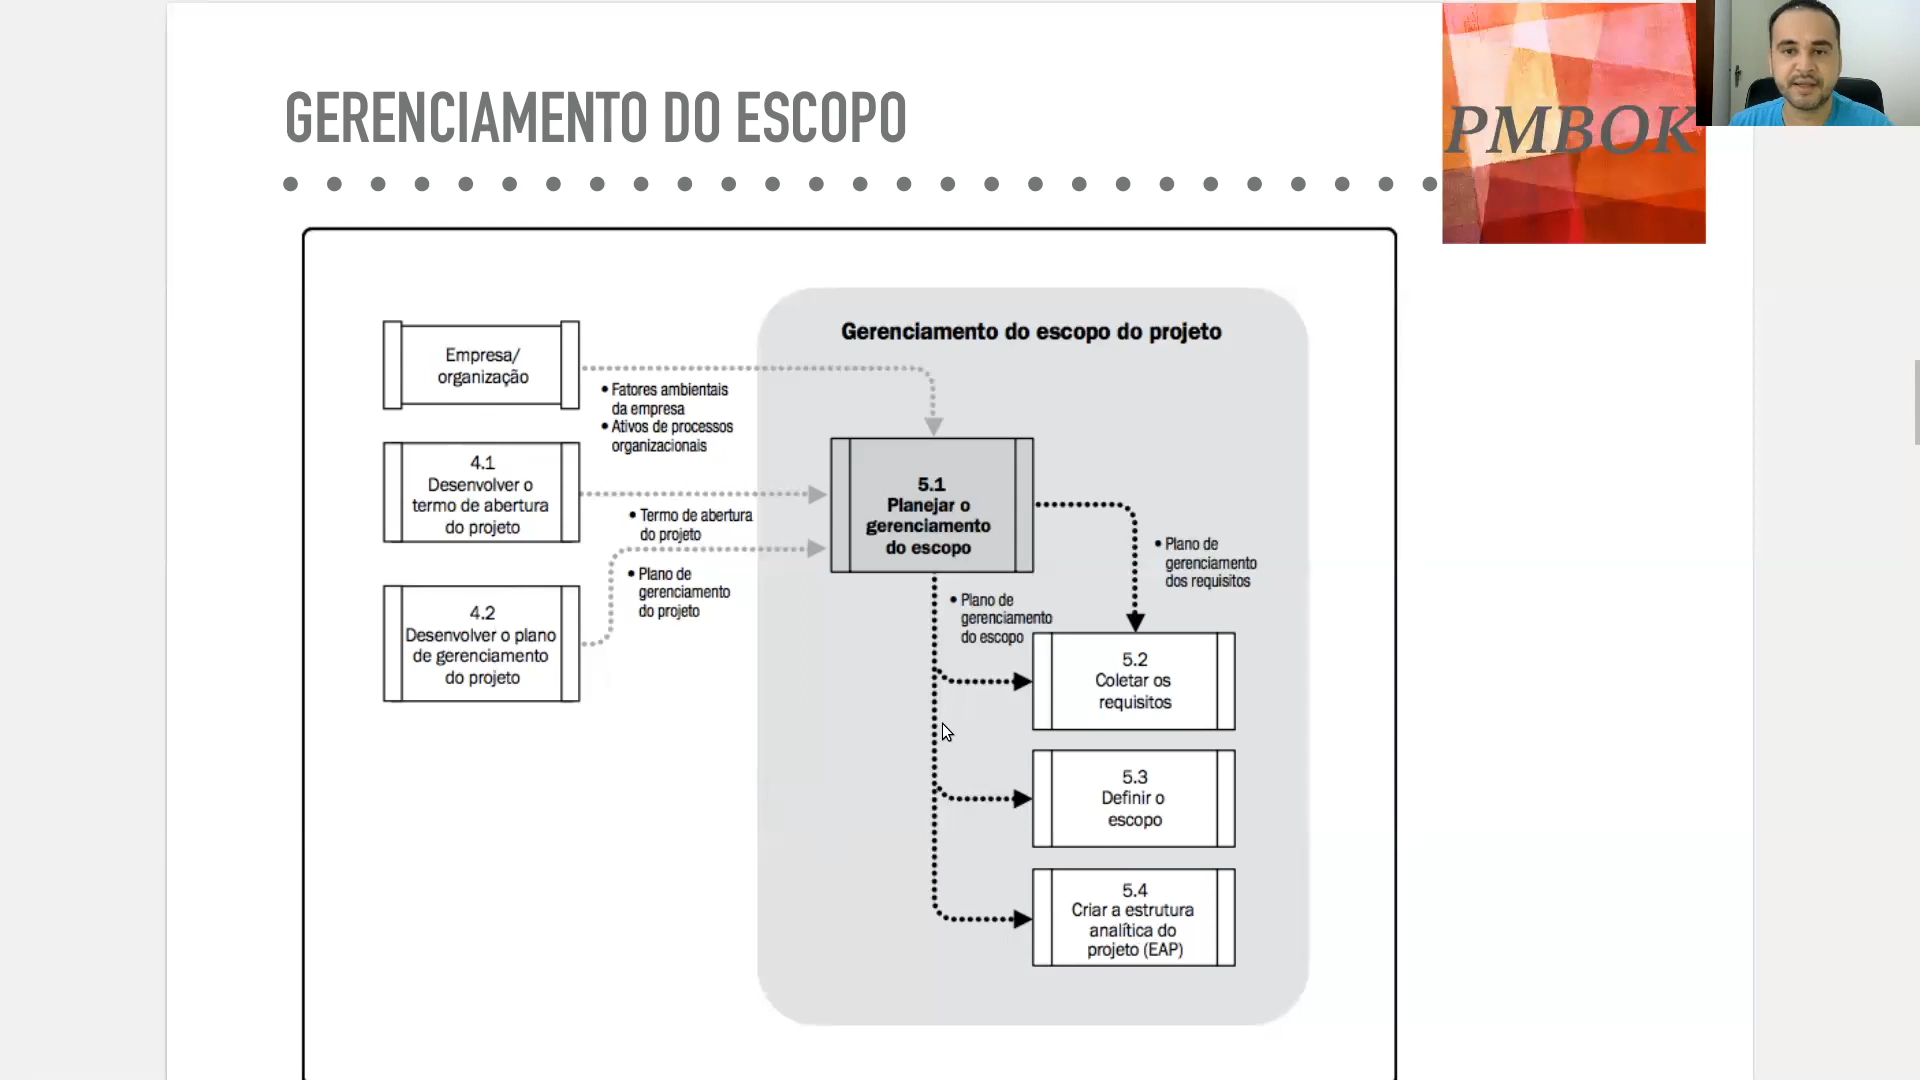 GERENCIAMENTO DO ESCOPO
PMBOK
Gerenciamento do escopo do projeto
Empresa/
organização
• Fatores ambientais
da empresa
• Ativos de processos
organizacionais
4.1
Desenvolver o
termo de abertura
do projeto
• Termo de abertura
do projeto
4.2
Desenvolver o plano
de gerenciamento
do projeto
• Plano de
gerenciamento
do projeto
5.1
Planejar o
gerenciamento
do escopo
• Plano de
gerenciamento
dos requisitos
• Plano de
gerenciamento
do escopo
5.2
Coletar os
requisitos
5.3
Definir o
escopo
5.4
Criar a estrutura
analítica do
projeto (EAP)